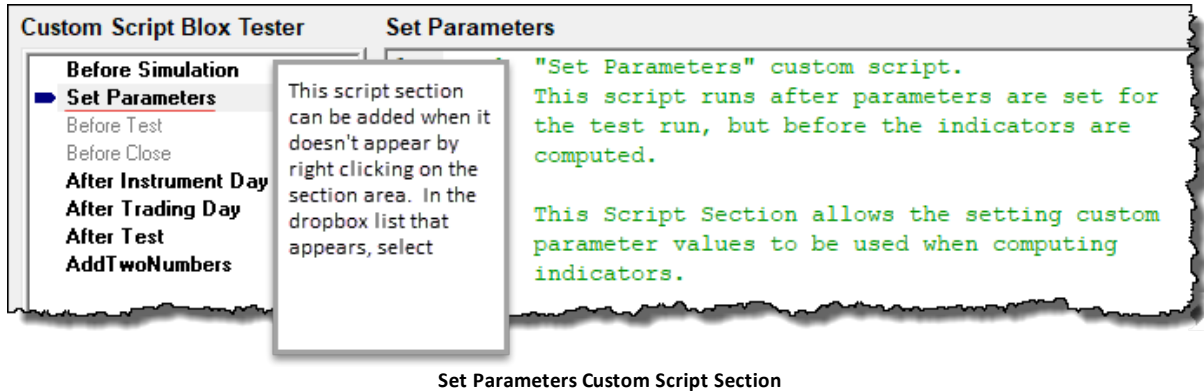 Custom Script Blox Tester
Set Parameters
Before Simulation
Set Parameters
Before Test
Before Close
After Instrument Day
After Trading Day
After Test
AddTwoNumbers
This script section
can be added when it
doesn't appear by
right clicking on the
section area.  In the
dropbox list that
appears, select
"Set Parameters" custom script.
This script runs after parameters are set for
the test run, but before the indicators are
computed.
This Script Section allows the setting custom
parameter values to be used when computing
indicators.
Set Parameters Custom Script Section